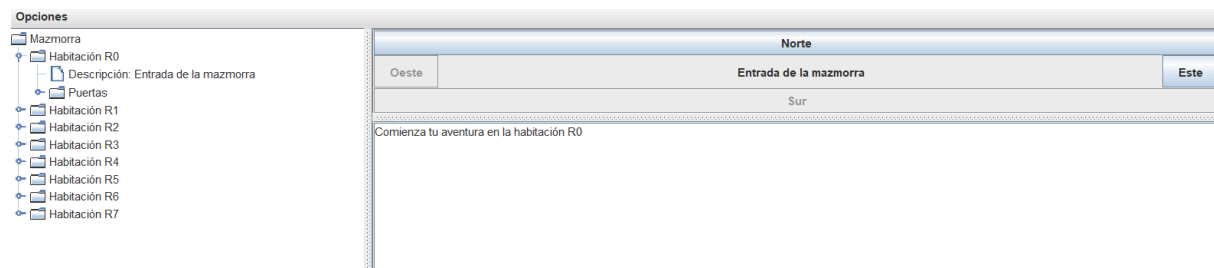 Opciones
Mazmorra
Habitación R0
Descripción: Entrada de la mazmorra
Puertas
Habitación R1
Habitación R2
Habitación R3
Habitación R4
Habitación R5
Habitación R6
Habitación R7
Norte
Oeste
Entrada de la mazmorra
Este
Sur
Comienza tu aventura en la habitación R0